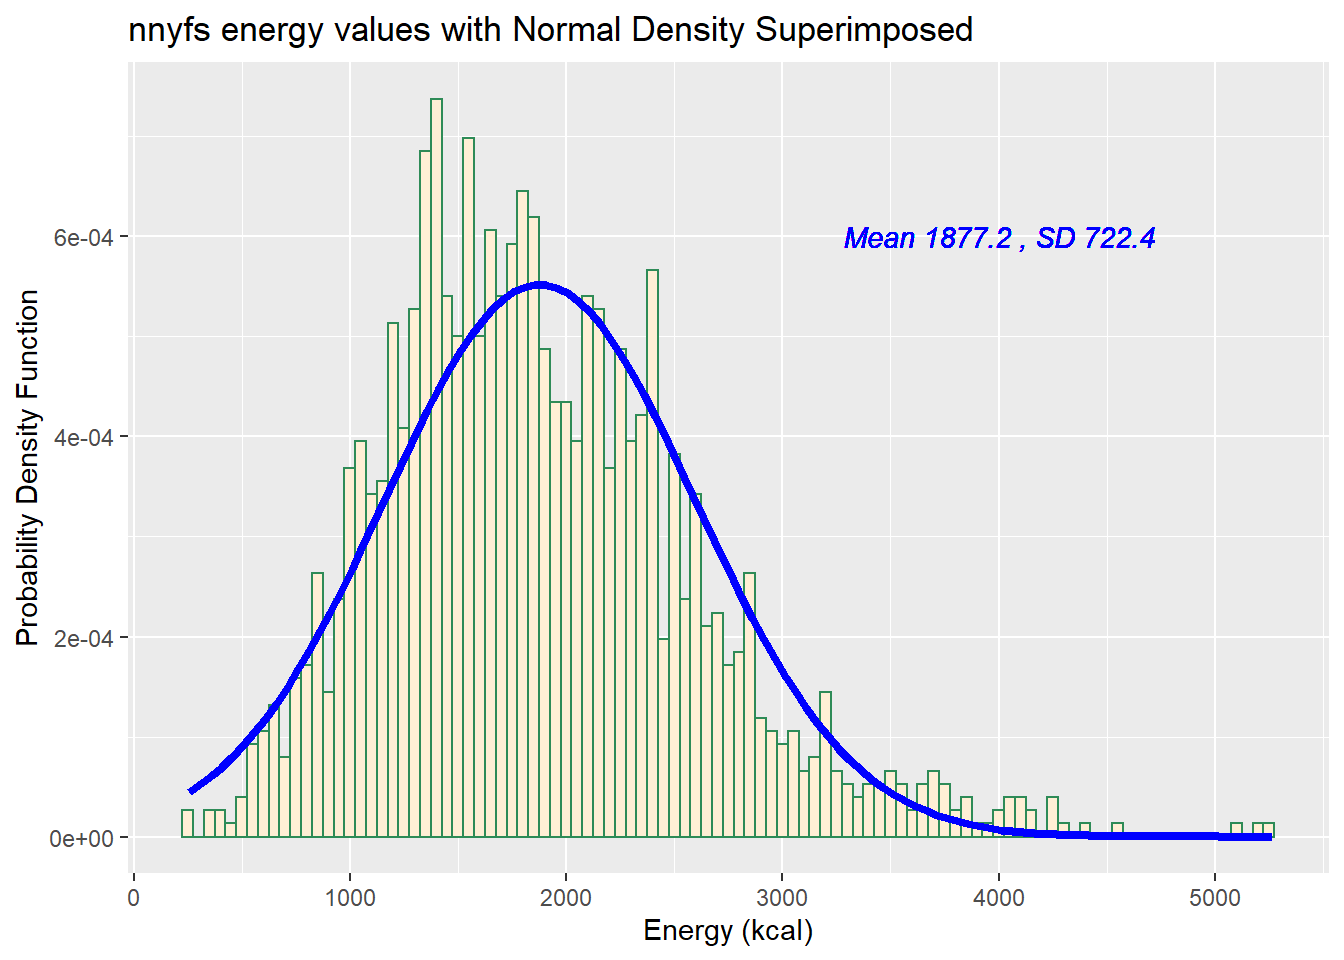 nnyfs energy values with Normal Density Superimposed
Mean 1877.2 , SD 722.4
Probability Density Function
6e-04
4e-04
2e-04
0e+00
0 1000 2000 3000 4000 5000
Energy (kcal)